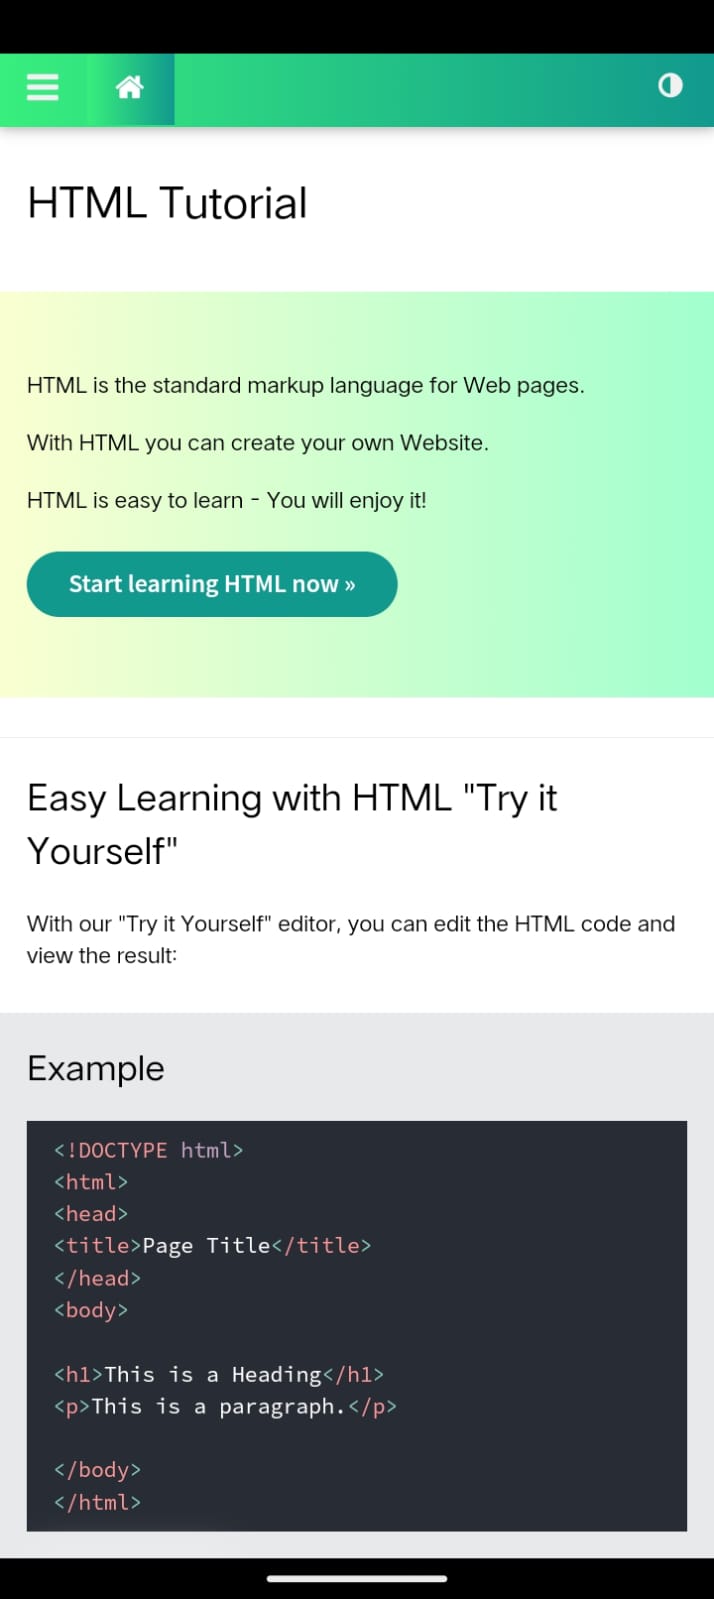 HTML Tutorial
HTML is the standard markup language for Web pages.
With HTML you can create your own Website.
HTML is easy to learn - You will enjoy it!
Start learning HTML now »
Easy Learning with HTML "Try it
Yourself"
With our "Try it Yourself" editor, you can edit the HTML code and
view the result:
Example
<!DOCTYPE html>
<html>
<head>
<title>Page Title</title>
</head>
<body>
<h1>This is a Heading</h1>
<p>This is a paragraph.</p>
</body>
</html>